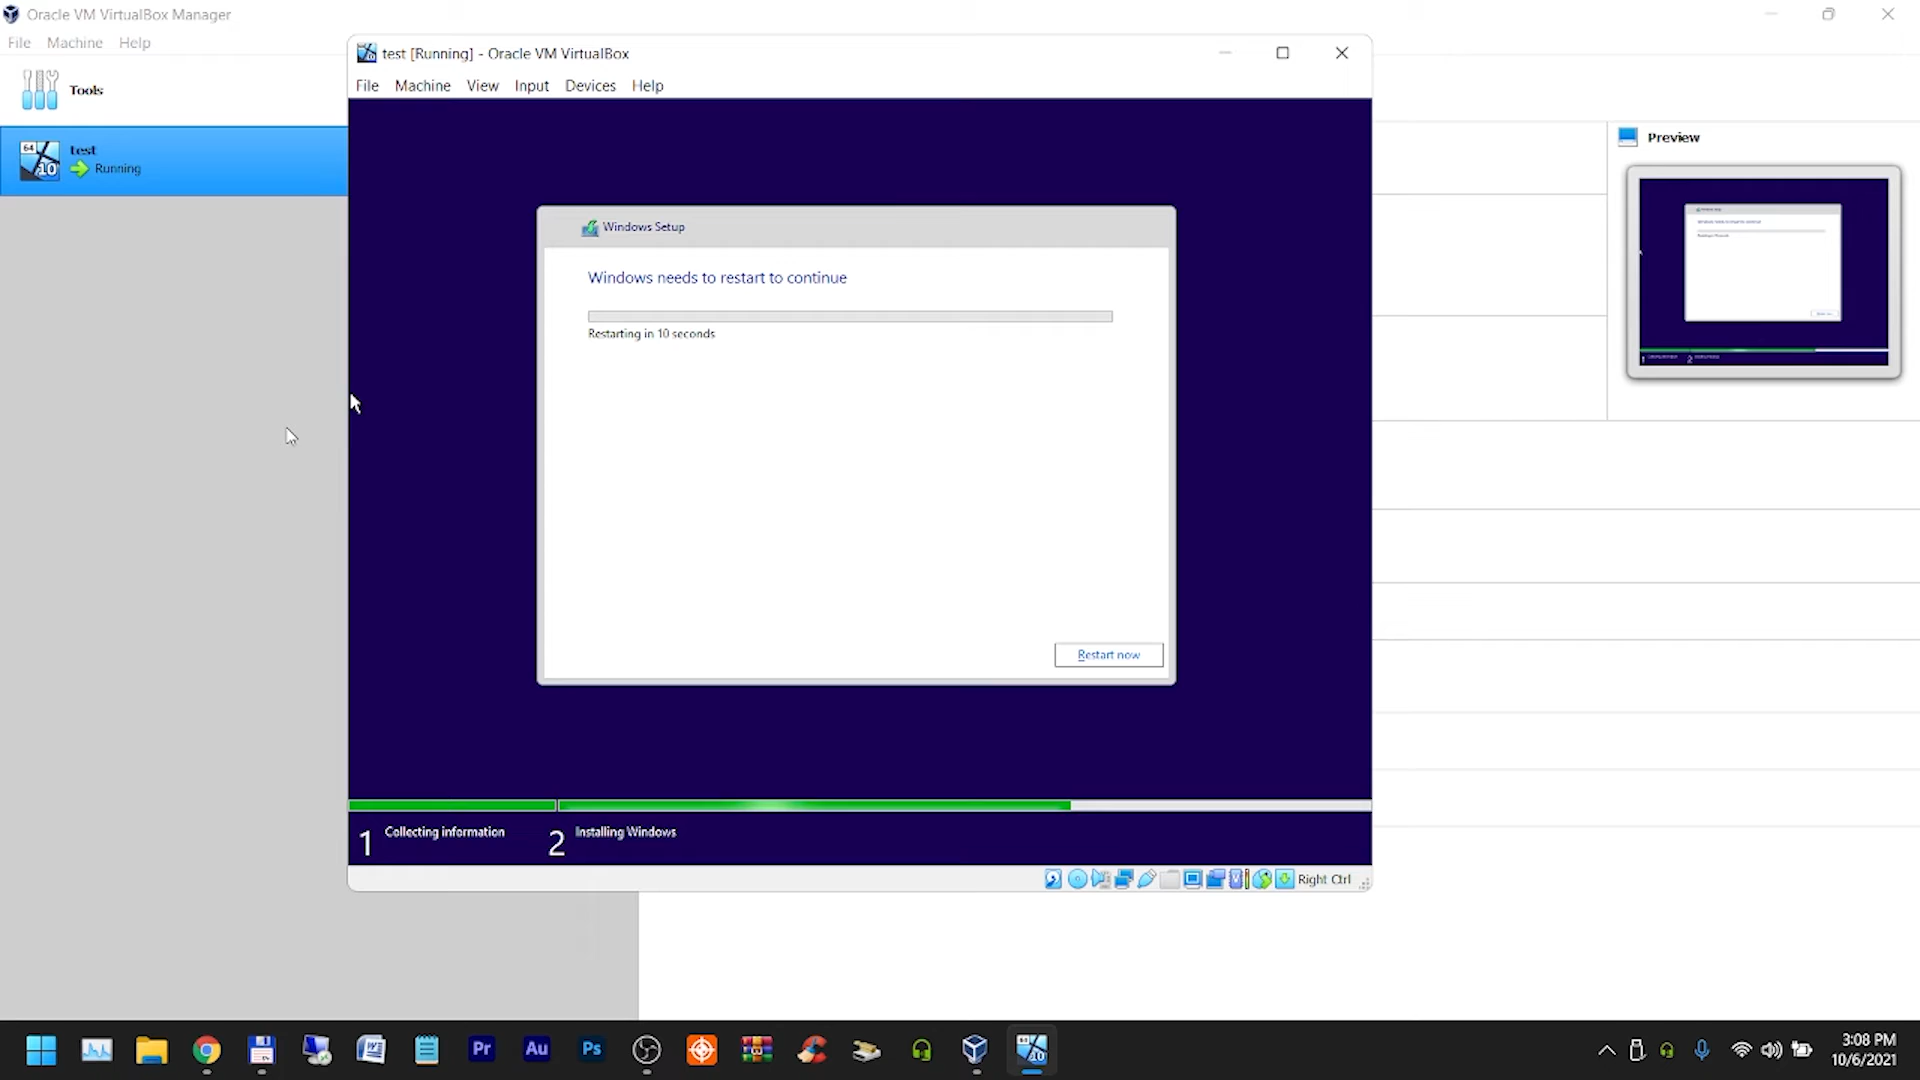 Oracle VM VirtualBox Manager
File Machine Help
Tools
64
10
test
Running
test [Running] - Oracle VM VirtualBox
File Machine View Input Devices Help
Windows Setup
Windows needs to restart to continue
Restarting in 10 seconds
Restart now
1 Collecting information 2 Installing Windows
Right Ctrl
Preview
Pr Au Ps
3:08 PM
10/6/2021